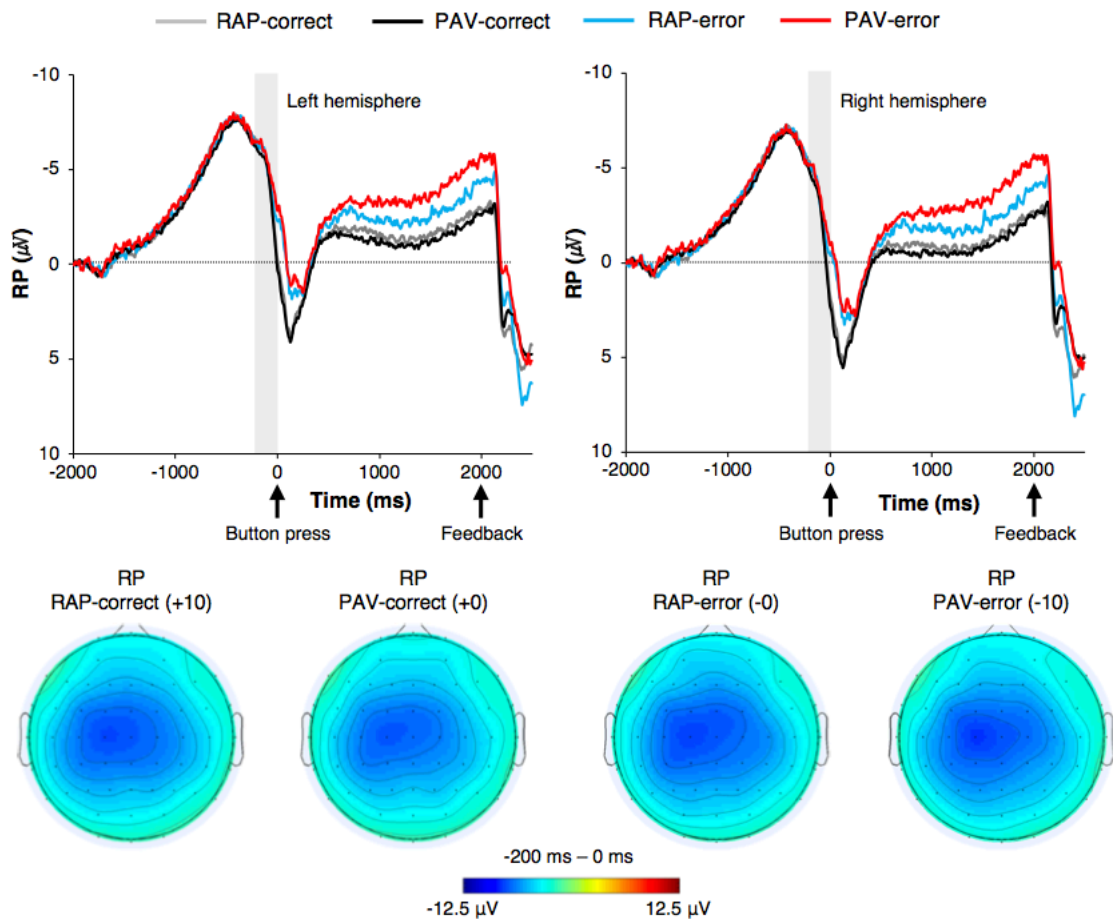 RAP-correct PAV-correct RAP-error PAV-error
-10
-5
0
5
10
RP (µV)
Left hemisphere
-2000 -1000 0 1000 2000
Time (ms)
Button press Feedback
-10
-5
0
5
10
RP (µV)
Right hemisphere
-2000 -1000 0 1000 2000
Time (ms)
Button press Feedback
RP
RAP-correct (+10)
RP
PAV-correct (+0)
RP
RAP-error (-0)
RP
PAV-error (-10)
-200 ms – 0 ms
-12.5 µV 12.5 µV